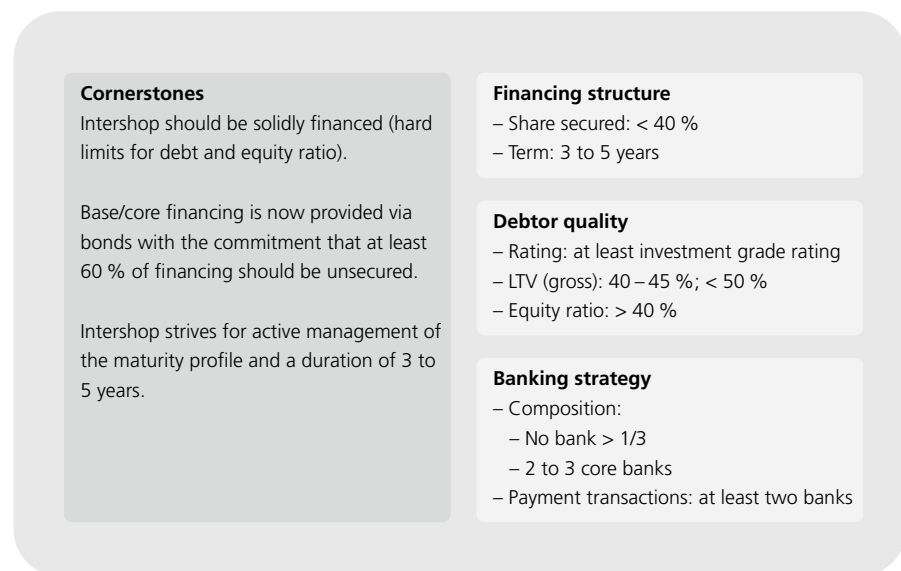 Cornerstones
Intershop should be solidly financed (hard
limits for debt and equity ratio).
Base/core financing is now provided via
bonds with the commitment that at least
60 % of financing should be unsecured.
Intershop strives for active management of
the maturity profile and a duration of 3 to
5 years.
Financing structure
– Share secured: < 40 %
– Term: 3 to 5 years
Debtor quality
– Rating: at least investment grade rating
– LTV (gross): 40 – 45 %; < 50 %
– Equity ratio: > 40 %
Banking strategy
– Composition:
– No bank > 1/3
– 2 to 3 core banks
– Payment transactions: at least two banks